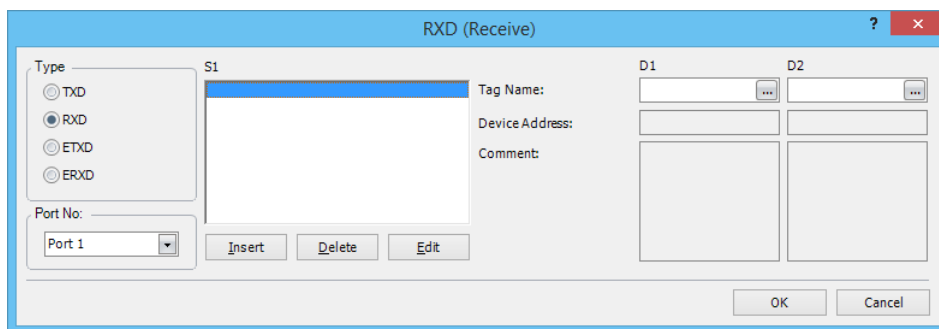 RXD (Receive)
?
Type
TXD
RXD
ETXD
ERXD
Port No:
Port 1
S1
Insert Delete Edit
D1 D2
Tag Name: ... ...
Device Address:
Comment:
OK Cancel